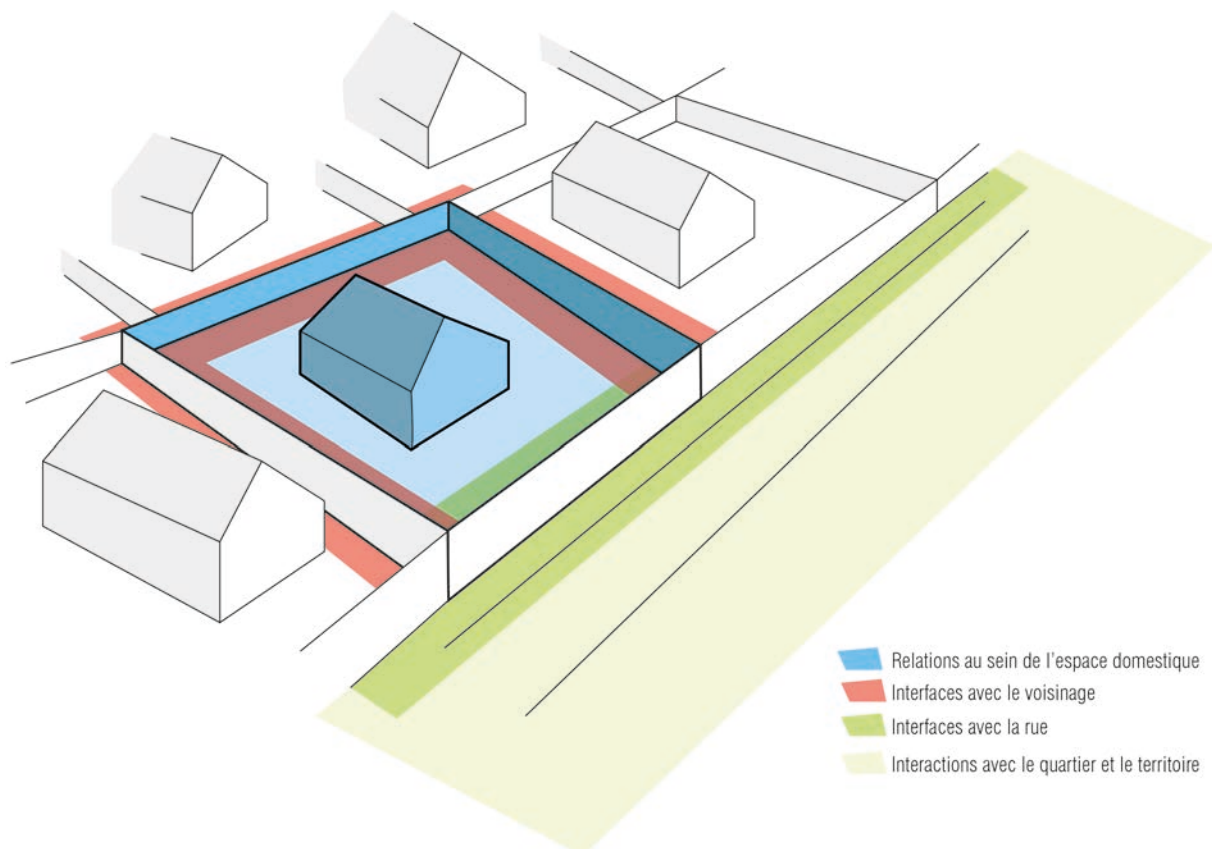 Relations au sein de l'espace domestique
Interfaces avec le voisinage
Interfaces avec la rue
Interactions avec le quartier et le territoire